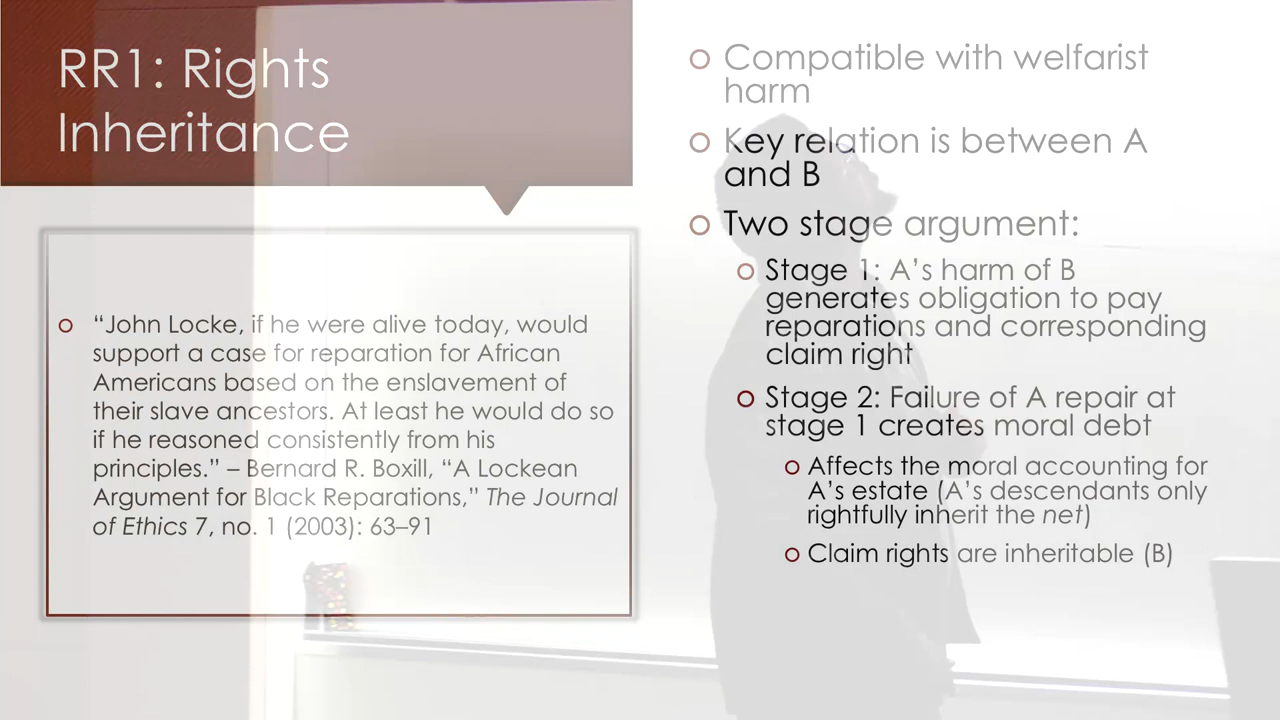 RR1: Rights
Inheritance
“John Locke, if he were alive today, would
support a case for reparation for African
Americans based on the enslavement of
their slave ancestors. At least he would do so
if he reasoned consistently from his
principles.” – Bernard R. Boxill, “A Lockean
Argument for Black Reparations,” The Journal
of Ethics 7, no. 1 (2003): 63–91
Compatible with welfarist
harm
Key relation is between A
and B
Two stage argument:
Stage 1: A’s harm of B
generates obligation to pay
reparations and corresponding
claim right
Stage 2: Failure of A repair at
stage 1 creates moral debt
Affects the moral accounting for
A’s estate (A’s descendants only
rightfully inherit the net)
Claim rights are inheritable (B)